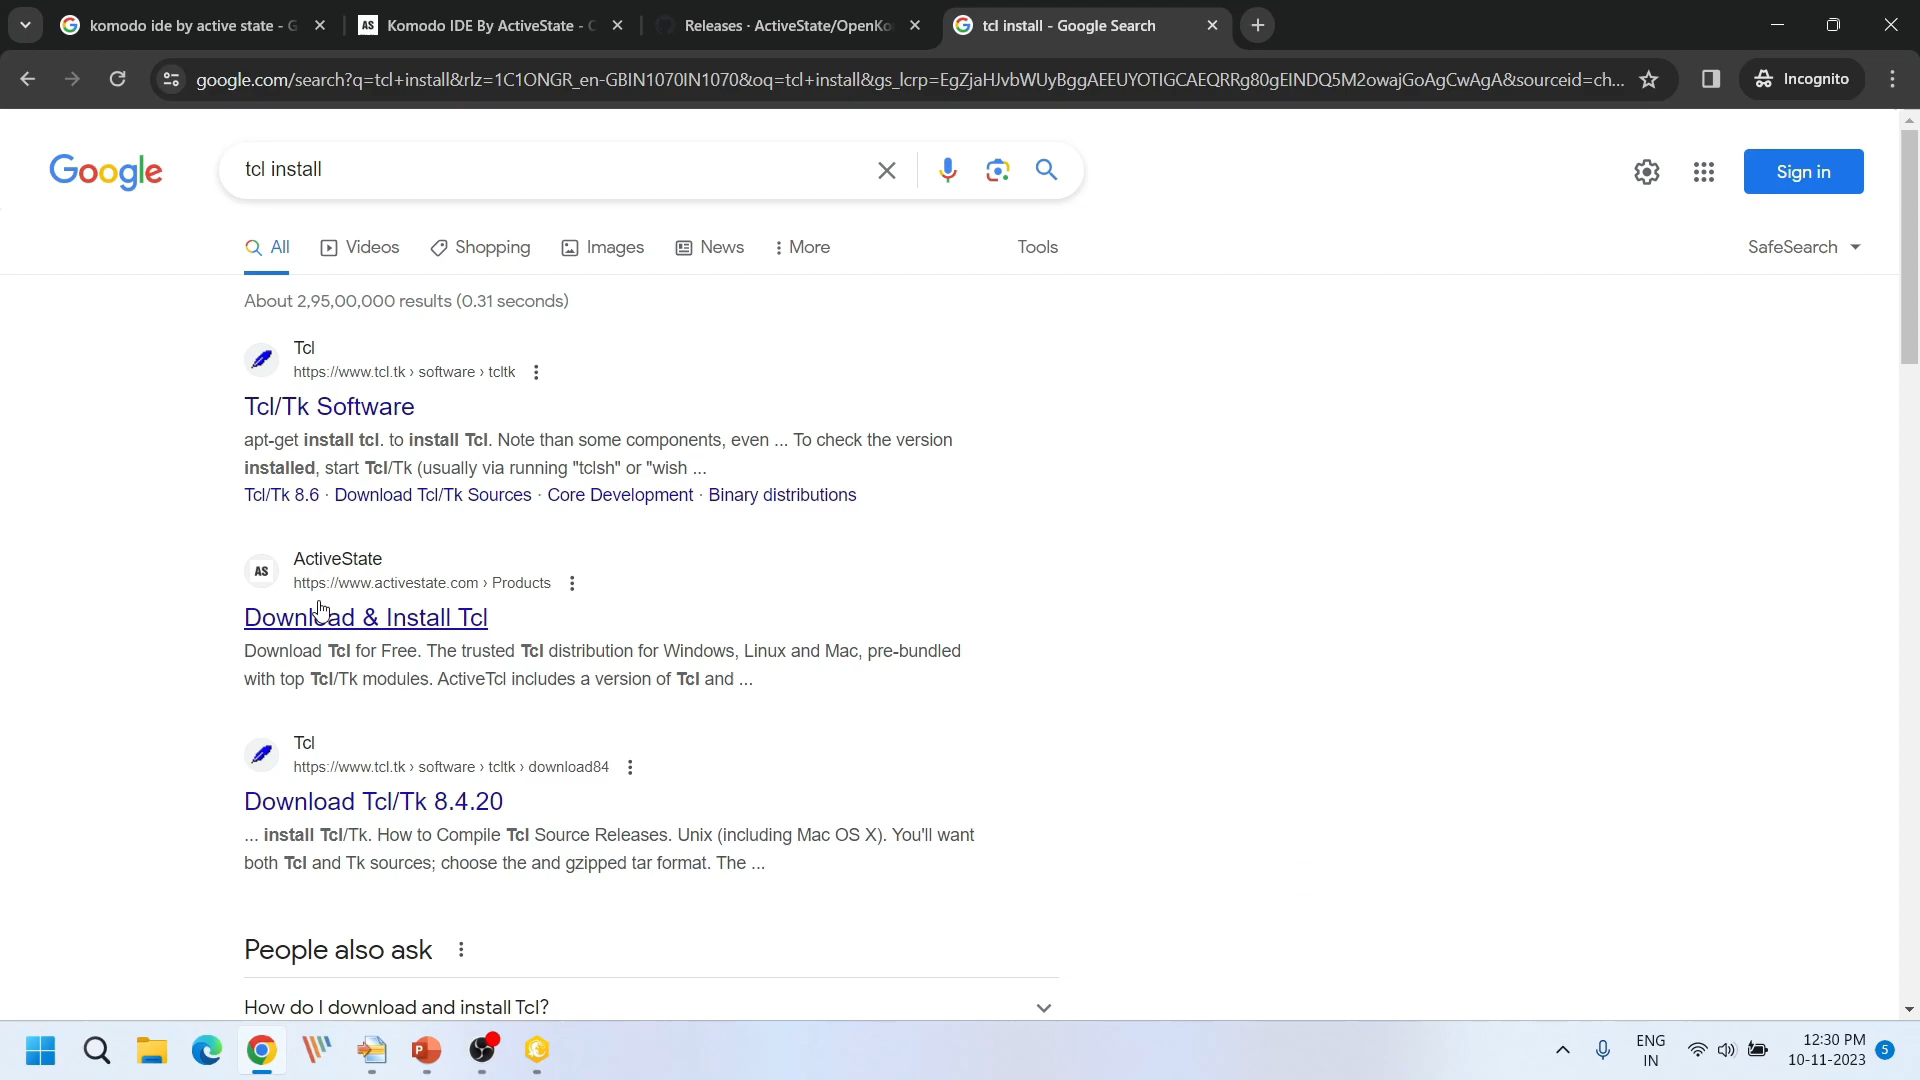 komodo ide by active state - G
AS Komodo IDE By ActiveState - C
Releases · ActiveState/OpenKo
tcl install - Google Search
google.com/search?q=tcl+install&rlz=1C1ONGR_en-GBIN1070IN1070&oq=tcl+install&gs_lcrp=EgZjaHJvbWUyBggAEEUYOTIGCAEQRRg80gEINDQ5M2owajGoAgCwAgA&sourceid=ch...
Incognito
Google
tcl install
Sign in
All
Videos
Shopping
Images
News
More
Tools
SafeSearch
About 2,95,00,000 results (0.31 seconds)
Tcl
https://www.tcl.tk › software › tcltk
Tcl/Tk Software
apt-get install tcl. to install Tcl. Note than some components, even ... To check the version
installed, start Tcl/Tk (usually via running "tclsh" or "wish ...
Tcl/Tk 8.6 · Download Tcl/Tk Sources · Core Development · Binary distributions
AS
ActiveState
https://www.activestate.com › Products
Download & Install Tcl
Download Tcl for Free. The trusted Tcl distribution for Windows, Linux and Mac, pre-bundled
with top Tcl/Tk modules. ActiveTcl includes a version of Tcl and ...
Tcl
https://www.tcl.tk › software › tcltk › download84
Download Tcl/Tk 8.4.20
... install Tcl/Tk. How to Compile Tcl Source Releases. Unix (including Mac OS X). You'll want
both Tcl and Tk sources; choose the and gzipped tar format. The ...
People also ask
How do I download and install Tcl?
ENG
IN
12:30 PM
10-11-2023
5